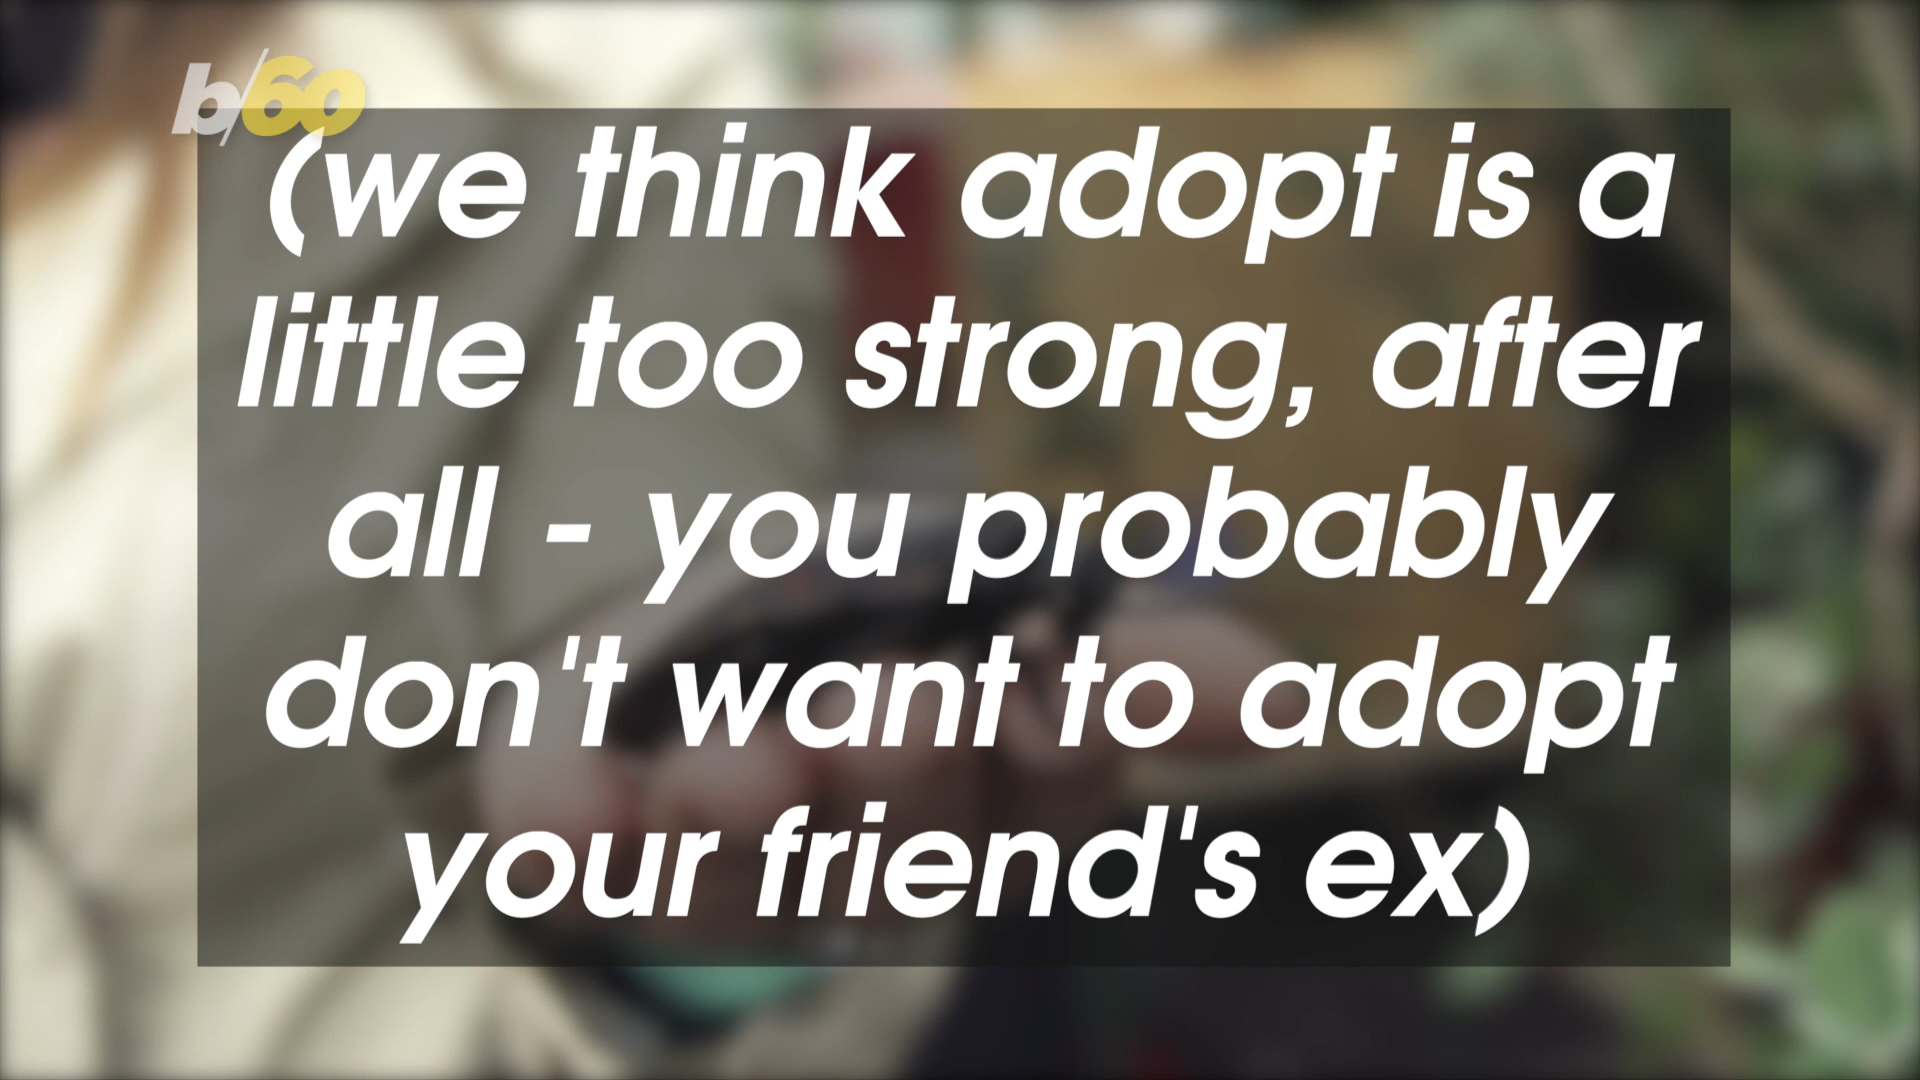 b/60
(we think adopt is a
little too strong, after
all - you probably
don't want to adopt
your friend's ex)